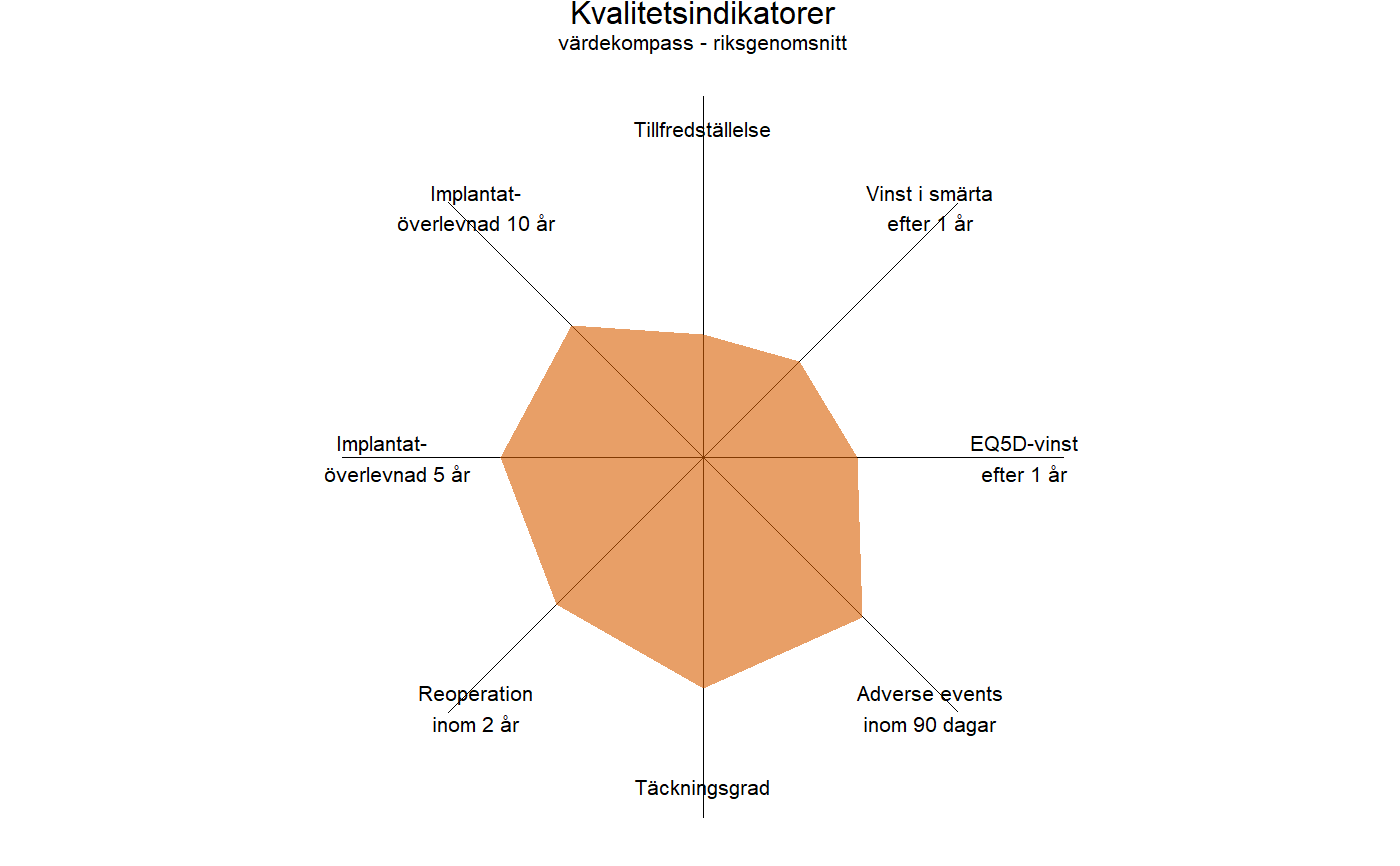 Kvalitetsindikatorer
värdekompass - riksgenomsnitt
Tillfredställelse
Implantat-
överlevnad 10 år
Vinst i smärta
efter 1 år
Implantat-
överlevnad 5 år
EQ5D-vinst
efter 1 år
Reoperation
inom 2 år
Adverse events
inom 90 dagar
Täckningsgrad